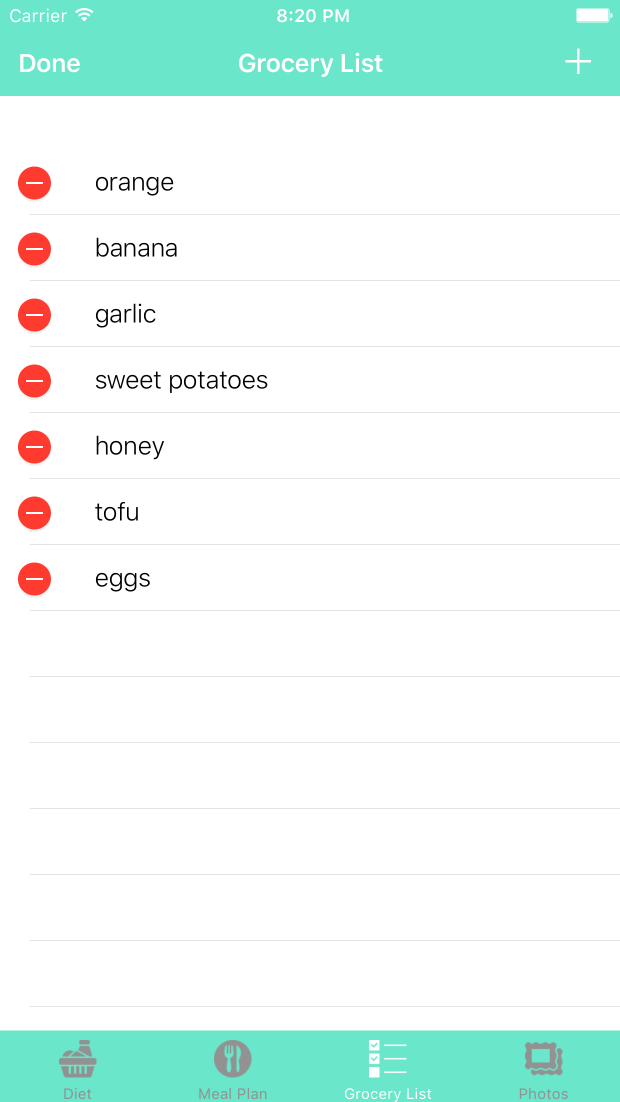 Carrier 8:20 PM
Done Grocery List +
orange
banana
garlic
sweet potatoes
honey
tofu
eggs
Diet Meal Plan Grocery List Photos